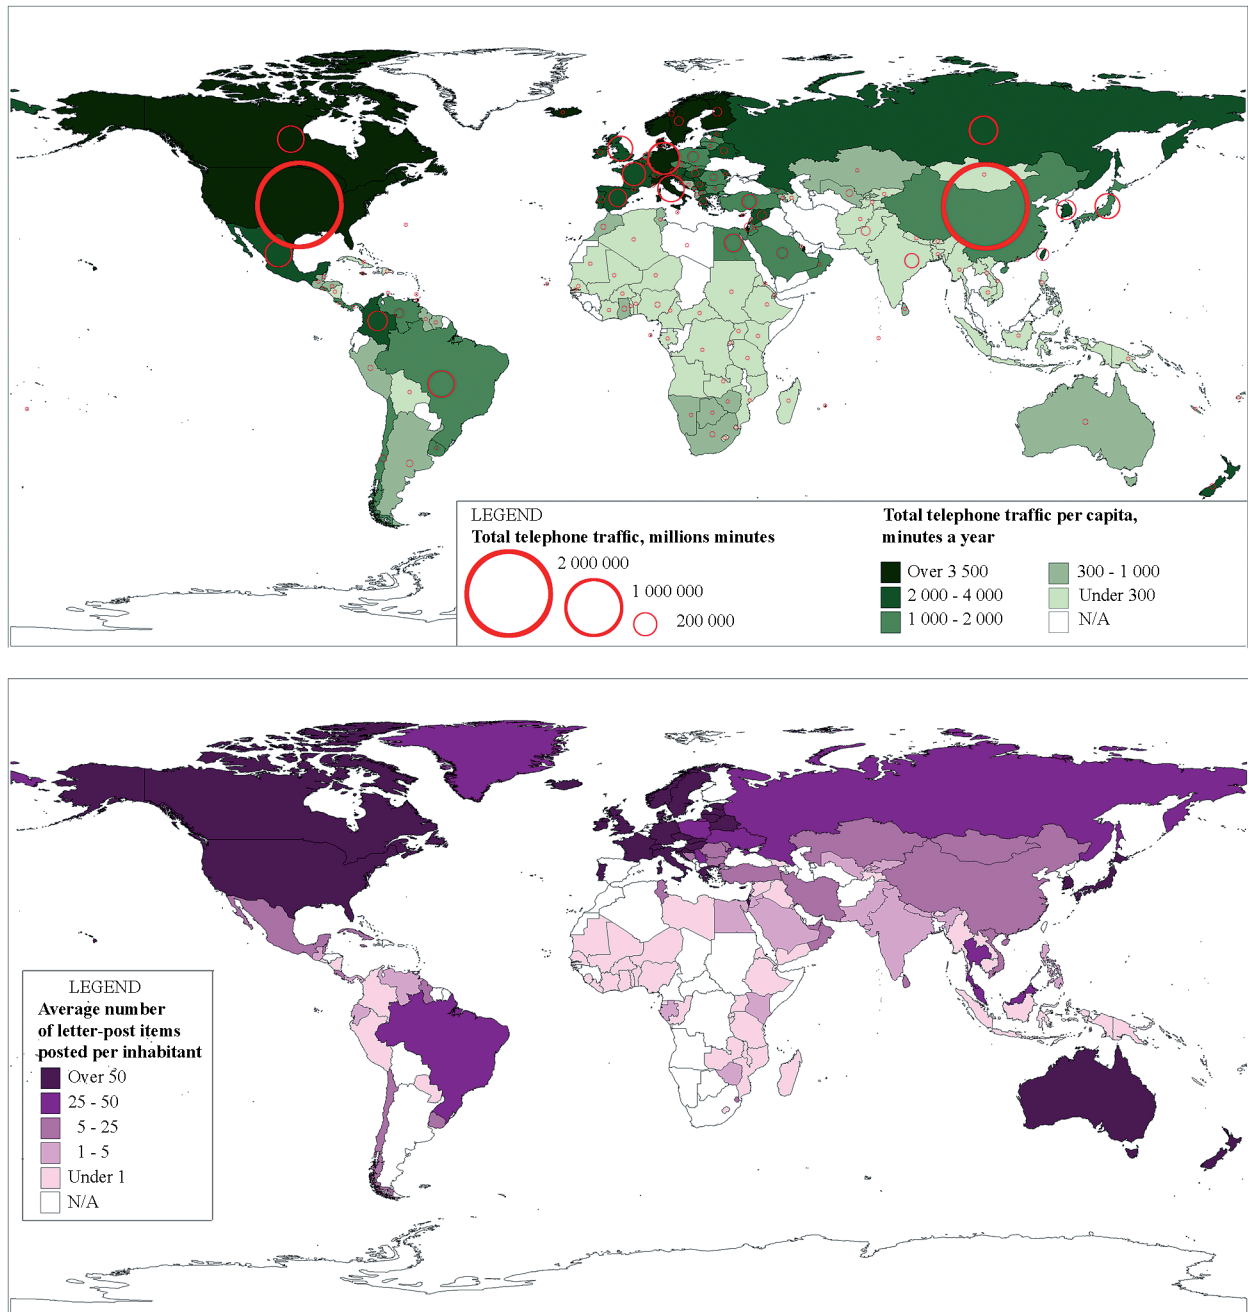 LEGEND
Total telephone traffic, millions minutes
2 000 000
1 000 000
200 000
Total telephone traffic per capita,
minutes a year
Over 3 500
2 000 - 4 000
1 000 - 2 000
300 - 1 000
Under 300
N/A
LEGEND
Average number
of letter-post items
posted per inhabitant
Over 50
25 - 50
5 - 25
1 - 5
Under 1
N/A